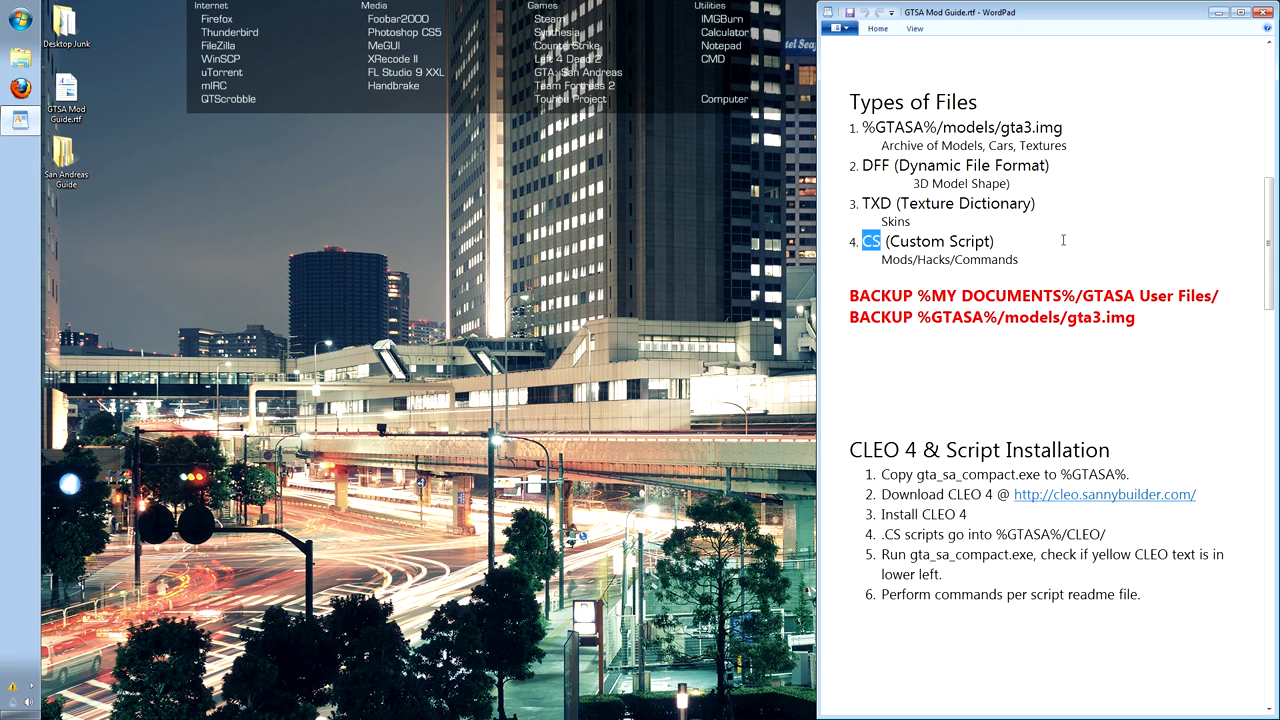 Desktop Junk
GTSA Mod
Guide.rtf
San Andreas
Guide
Internet
Firefox
Thunderbird
FileZilla
WinSCP
uTorrent
mIRC
QTScrobble
Media
Foobar2000
Photoshop CS5
MeGUI
XRecode II
FL Studio 9 XXL
Handbrake
Games
Steam
Synthesia
CounterStrike
Left 4 Dead 2
GTA: San Andreas
Team Fortress 2
Touhou Project
Utilities
IMGBurn
Calculator
Notepad
CMD
Computer
GTSA Mod Guide.rtf - WordPad
Home View
Types of Files
1. %GTASA%/models/gta3.img
Archive of Models, Cars, Textures
2. DFF (Dynamic File Format)
3D Model Shape)
3. TXD (Texture Dictionary)
Skins
4. CS (Custom Script)
Mods/Hacks/Commands
BACKUP %MY DOCUMENTS%/GTASA User Files/
BACKUP %GTASA%/models/gta3.img
CLEO 4 & Script Installation
1. Copy gta_sa_compact.exe to %GTASA%.
2. Download CLEO 4 @ http://cleo.sannybuilder.com/
3. Install CLEO 4
4. .CS scripts go into %GTASA%/CLEO/
5. Run gta_sa_compact.exe, check if yellow CLEO text is in
lower left.
6. Perform commands per script readme file.